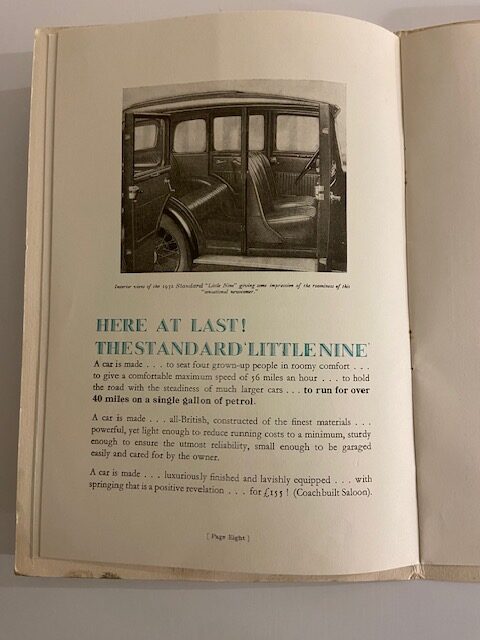 Interior view of the 1932 Standard "Little Nine" giving some impression of the roominess of this
"sensational newcomer."
HERE AT LAST!
THE STANDARD 'LITTLE NINE'
A car is made . . . to seat four grown-up people in roomy comfort . . .
to give a comfortable maximum speed of 56 miles an hour . . . to hold
the road with the steadiness of much larger cars . . . to run for over
40 miles on a single gallon of petrol.
A car is made . . . all-British, constructed of the finest materials . . .
powerful, yet light enough to reduce running costs to a minimum, sturdy
enough to ensure the utmost reliability, small enough to be garaged
easily and cared for by the owner.
A car is made . . . luxuriously finished and lavishly equipped . . . with
springing that is a positive revelation . . . for £155! (Coachbuilt Saloon).
[Page Eight]